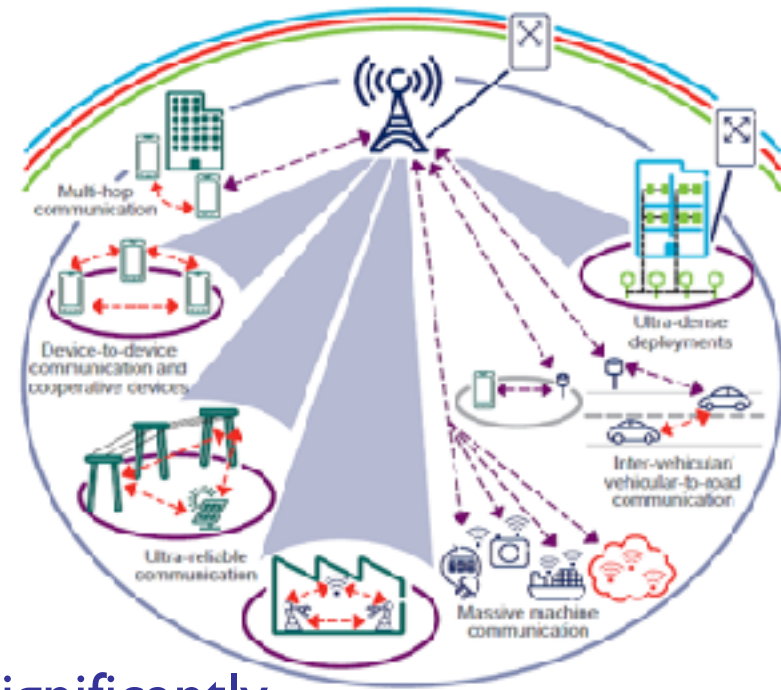 Multi-hop
communication
Device-to-device
communication and
cooperative devices
Ultra-reliable
communication
Massive machine
communication
Inter-vehicular/
vehicular-to-road
communication
Ultra-dense
deployments